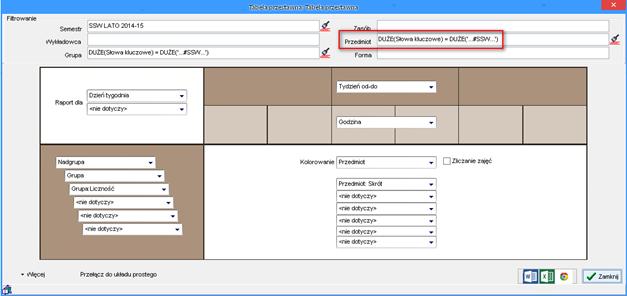 Tabela przestawna: Tabela przestawna
Filtrowanie
Semestr SSW LATO 2014-15 Zasób
Wykładowca Przedmiot DUŻE(Słowa kluczowe) = DUŻE('...#SSW...')
Grupa DUŻE(Słowa kluczowe) = DUŻE('...#SSW...') Forma
Raport dla Dzień tygodnia
<nie dotyczy>
Tydzień od-do
Godzina
Nadgrupa
Grupa
Grupa:Liczność
<nie dotyczy>
<nie dotyczy>
<nie dotyczy>
Kolorowanie Przedmiot Zliczanie zajęć
Przedmiot: Skrót
<nie dotyczy>
<nie dotyczy>
<nie dotyczy>
<nie dotyczy>
<nie dotyczy>
Więcej Przełącz do układu prostego Zamknij